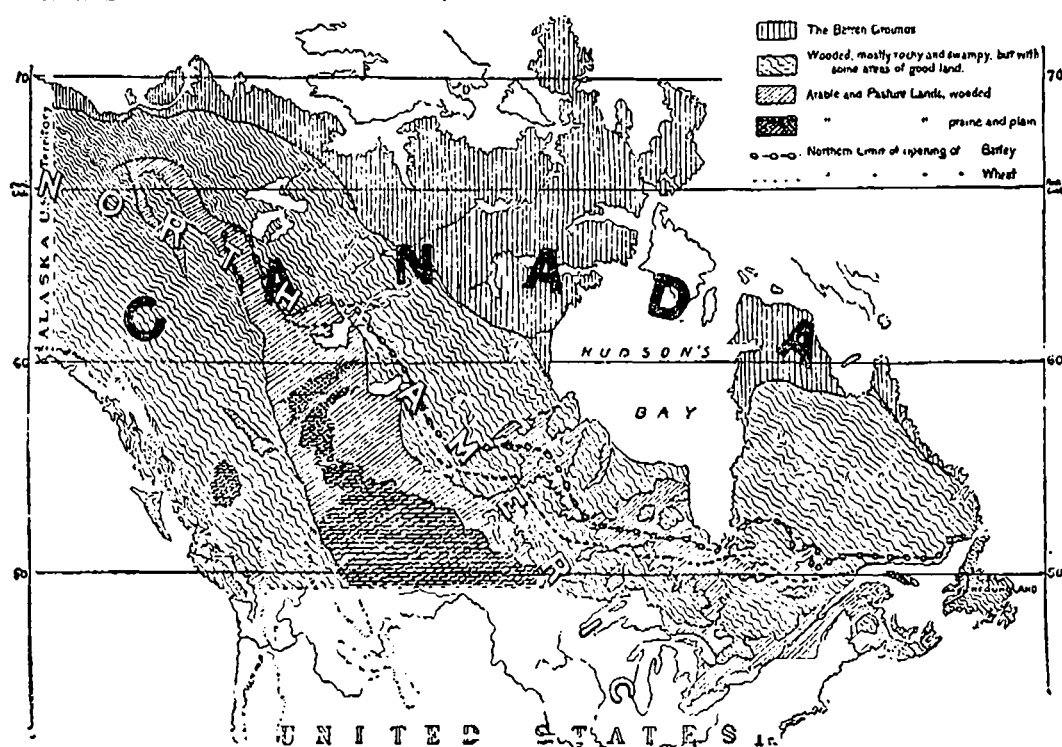 The Barren Grounds
Wooded, mostly rocky and swampy, but with
some areas of good land.
Arable and Pasture Lands, wooded
" " prairie and plain
Northern Limit of ripening of Barley
" " " Wheat
70
70
ALASKA U.S. Territory
NORTH AMERICA
CANADA
HUDSON'S
BAY
60
60
50
50
NEWFOUNDLAND
UNITED STATES